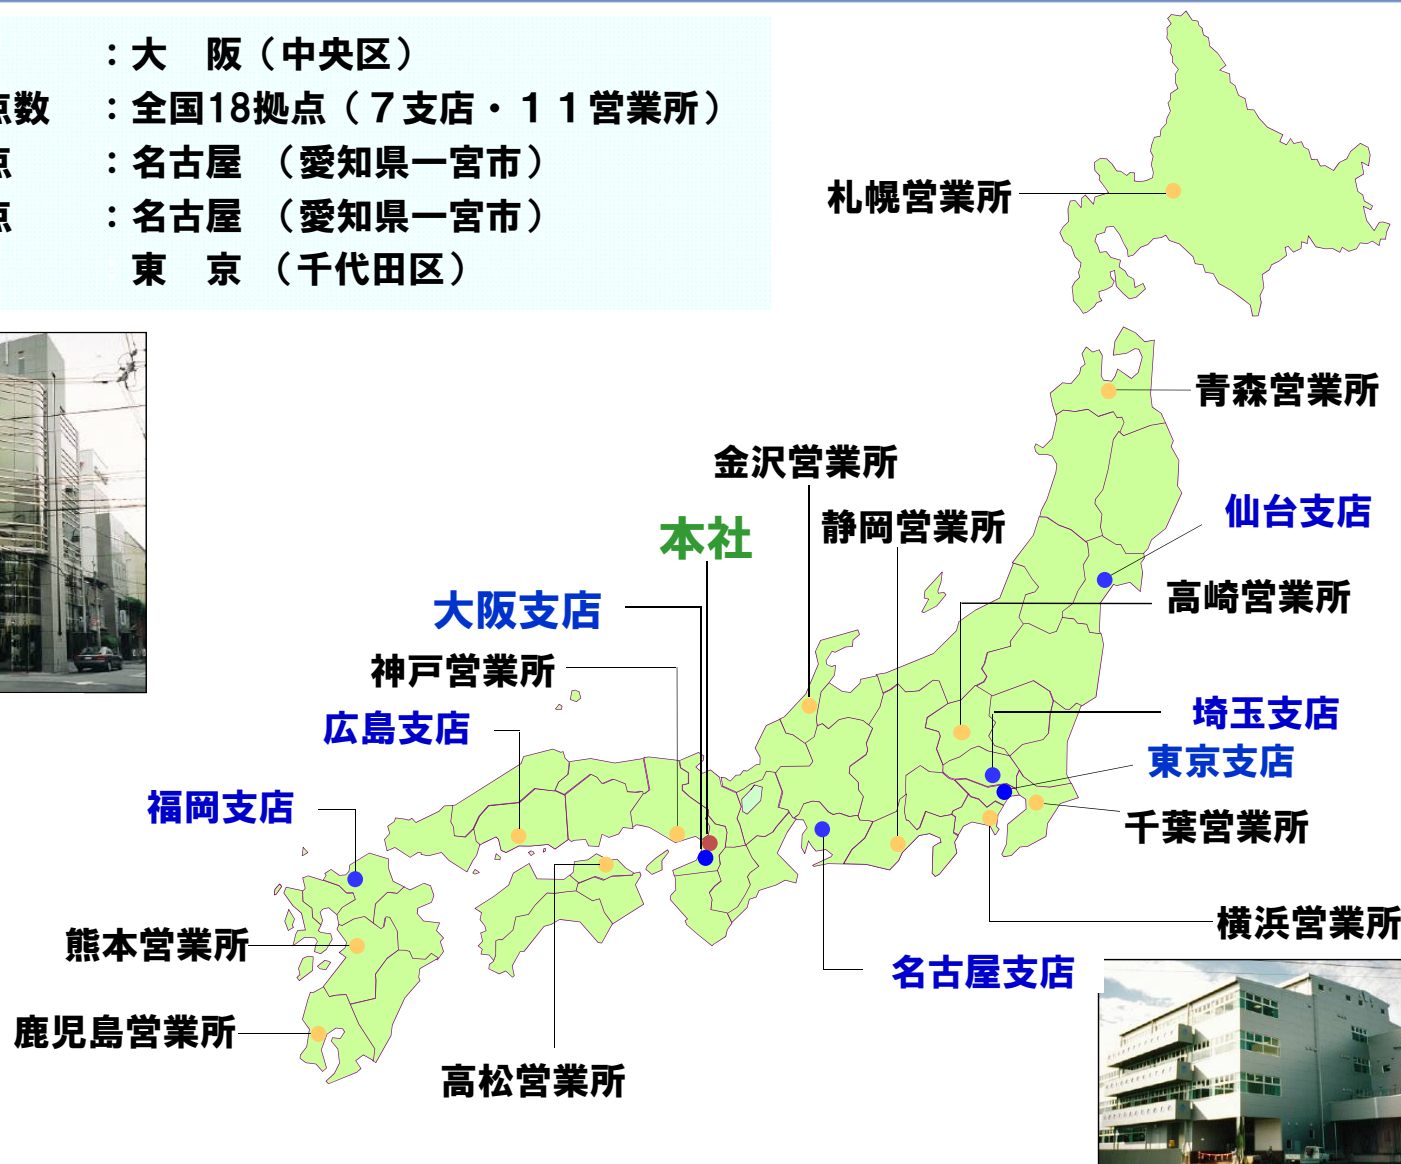 ：大　阪（中央区）
点数　：全国18拠点（７支店・１１営業所）
点　：名古屋 （愛知県一宮市）
点　：名古屋 （愛知県一宮市）
：東　京 （千代田区）
札幌営業所
青森営業所
金沢営業所
仙台支店
静岡営業所
本社
高崎営業所
大阪支店
神戸営業所
埼玉支店
広島支店
東京支店
福岡支店
千葉営業所
横浜営業所
熊本営業所
名古屋支店
鹿児島営業所
高松営業所